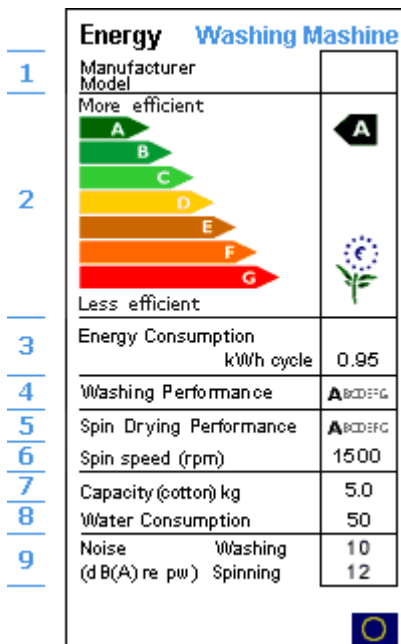 Energy Washing Mashine
1 Manufacturer
Model
More efficient
A A
B
C
2 D
E
F
G
Less efficient
3 Energy Consumption
kWh cycle 0.95
4 Washing Performance ABCDEFG
5 Spin Drying Performance ABCDEFG
6 Spin speed (rpm) 1500
7 Capacity (cotton) kg 5.0
8 Water Consumption 50
9 Noise Washing 10
(dB(A) re pw) Spinning 12